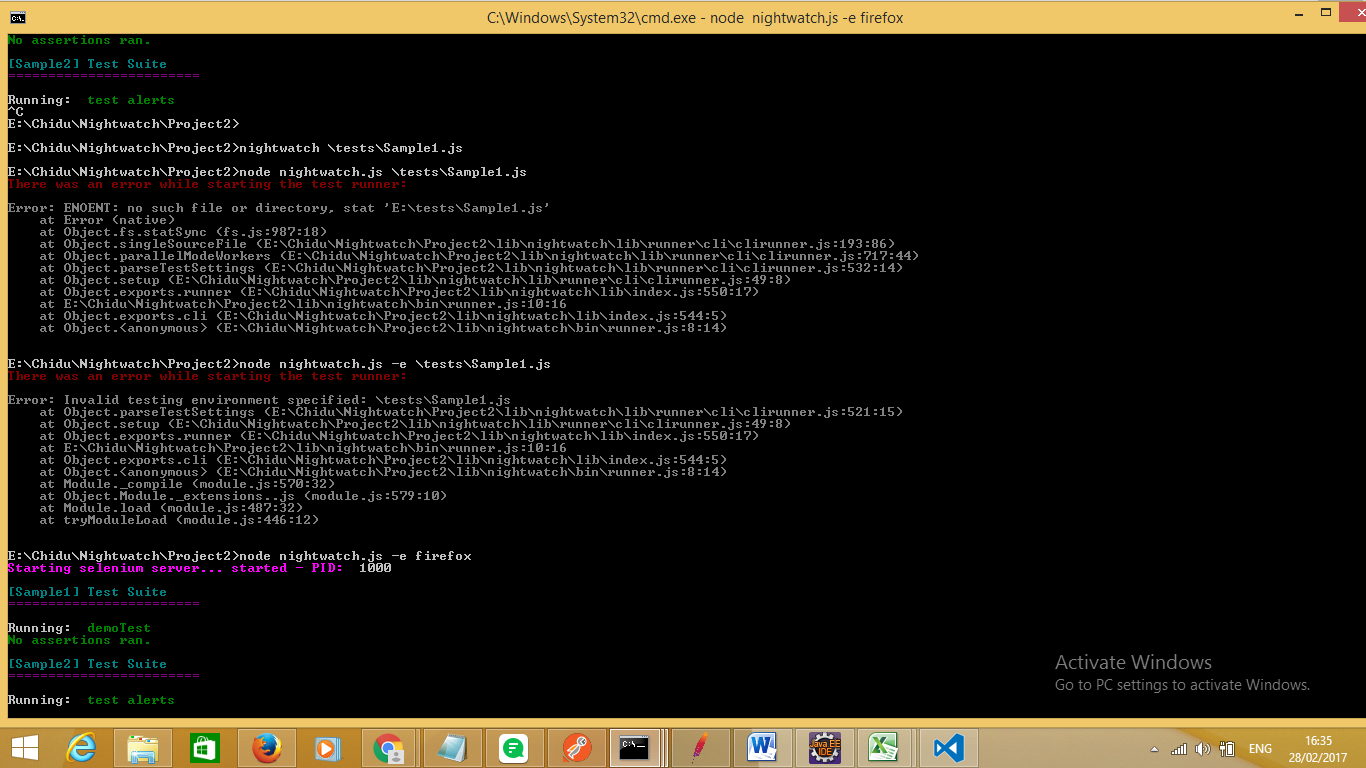 C:\Windows\System32\cmd.exe - node  nightwatch.js -e firefox
No assertions ran.
[Sample2] Test Suite
=========================
Running:  test alerts
^C
E:\Chidu\Nightwatch\Project2>
E:\Chidu\Nightwatch\Project2>nightwatch \tests\Sample1.js
E:\Chidu\Nightwatch\Project2>node nightwatch.js \tests\Sample1.js
There was an error while starting the test runner:
Error: ENOENT: no such file or directory, stat 'E:\tests\Sample1.js'
    at Error (native)
    at Object.fs.statSync (fs.js:987:18)
    at Object.singleSourceFile (E:\Chidu\Nightwatch\Project2\lib\nightwatch\lib\runner\cli\clirunner.js:193:86)
    at Object.parallelModeWorkers (E:\Chidu\Nightwatch\Project2\lib\nightwatch\lib\runner\cli\clirunner.js:717:44)
    at Object.parseTestSettings (E:\Chidu\Nightwatch\Project2\lib\nightwatch\lib\runner\cli\clirunner.js:532:14)
    at Object.setup (E:\Chidu\Nightwatch\Project2\lib\nightwatch\lib\runner\cli\clirunner.js:49:8)
    at Object.exports.runner (E:\Chidu\Nightwatch\Project2\lib\nightwatch\lib\index.js:550:17)
    at E:\Chidu\Nightwatch\Project2\lib\nightwatch\bin\runner.js:10:16
    at Object.exports.cli (E:\Chidu\Nightwatch\Project2\lib\nightwatch\lib\index.js:544:5)
    at Object.<anonymous> (E:\Chidu\Nightwatch\Project2\lib\nightwatch\bin\runner.js:8:14)
E:\Chidu\Nightwatch\Project2>node nightwatch.js -e \tests\Sample1.js
There was an error while starting the test runner:
Error: Invalid testing environment specified: \tests\Sample1.js
    at Object.parseTestSettings (E:\Chidu\Nightwatch\Project2\lib\nightwatch\lib\runner\cli\clirunner.js:521:15)
    at Object.setup (E:\Chidu\Nightwatch\Project2\lib\nightwatch\lib\runner\cli\clirunner.js:49:8)
    at Object.exports.runner (E:\Chidu\Nightwatch\Project2\lib\nightwatch\lib\index.js:550:17)
    at E:\Chidu\Nightwatch\Project2\lib\nightwatch\bin\runner.js:10:16
    at Object.exports.cli (E:\Chidu\Nightwatch\Project2\lib\nightwatch\lib\index.js:544:5)
    at Object.<anonymous> (E:\Chidu\Nightwatch\Project2\lib\nightwatch\bin\runner.js:8:14)
    at Module._compile (module.js:570:32)
    at Object.Module._extensions..js (module.js:579:10)
    at Module.load (module.js:487:32)
    at tryModuleLoad (module.js:446:12)
E:\Chidu\Nightwatch\Project2>node nightwatch.js -e firefox
Starting selenium server... started - PID:  1000
[Sample1] Test Suite
=========================
Running:  demoTest
No assertions ran.
[Sample2] Test Suite
=========================
Running:  test alerts
Activate Windows
Go to PC settings to activate Windows.
Java EE
IDE
ENG
16:35
28/02/2017